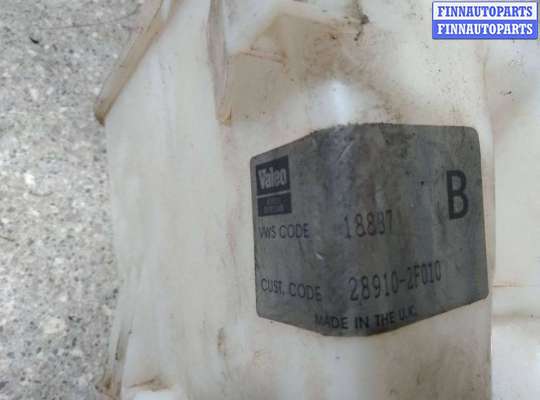 FINNAUTOPARTS
FINNAUTOPARTS
Valeo
B
VWS CODE 18887
CUST. CODE 28910-2F010
MADE IN THE U.K.